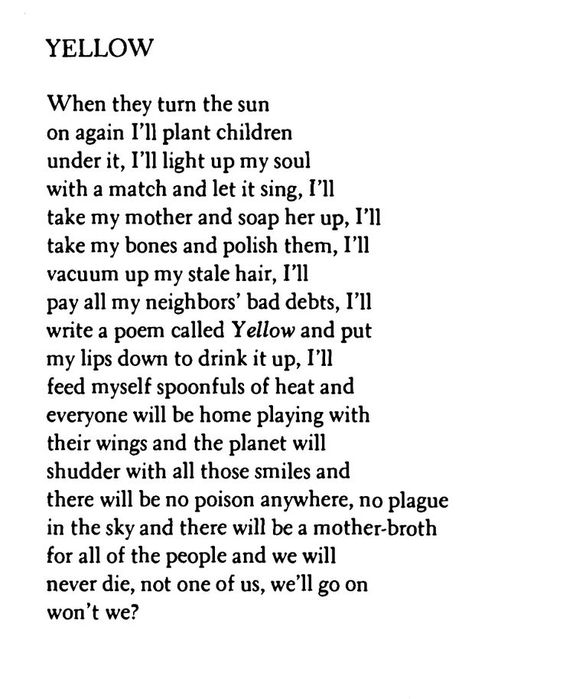 YELLOW
When they turn the sun
on again I'll plant children
under it, I'll light up my soul
with a match and let it sing, I'll
take my mother and soap her up, I'll
take my bones and polish them, I'll
vacuum up my stale hair, I'll
pay all my neighbors' bad debts, I'll
write a poem called Yellow and put
my lips down to drink it up, I'll
feed myself spoonfuls of heat and
everyone will be home playing with
their wings and the planet will
shudder with all those smiles and
there will be no poison anywhere, no plague
in the sky and there will be a mother-broth
for all of the people and we will
never die, not one of us, we'll go on
won't we?